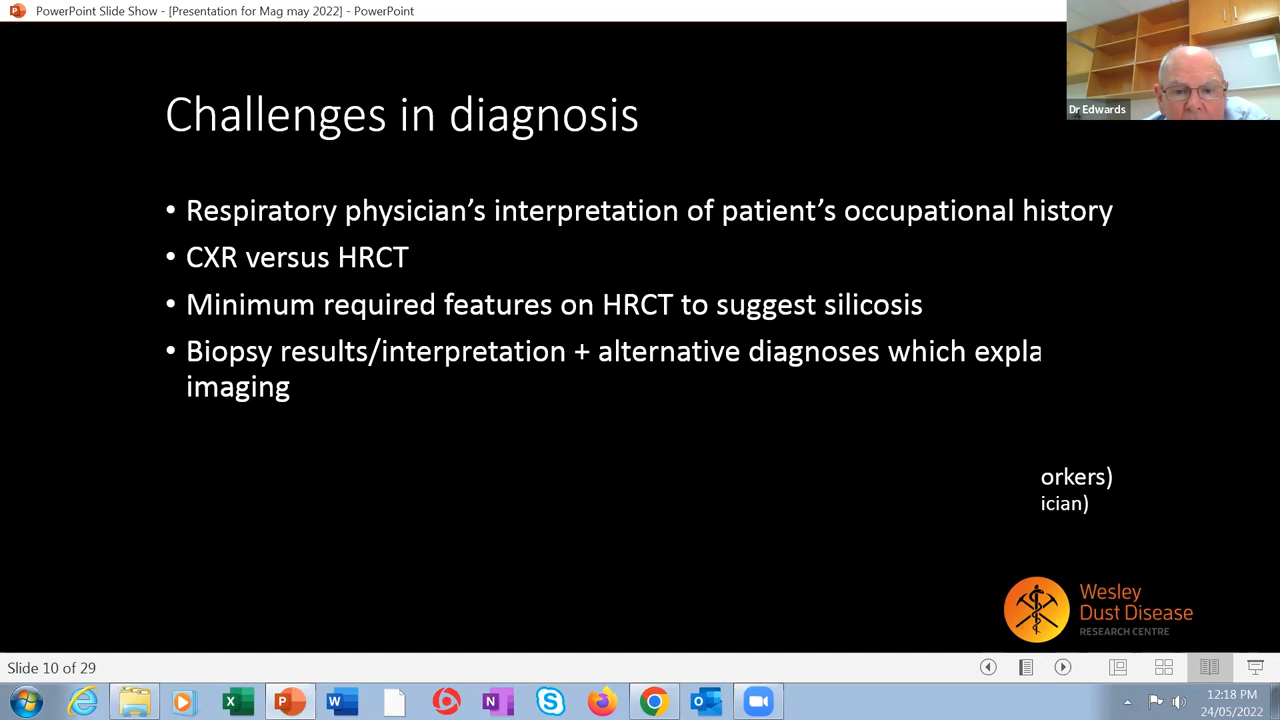 PowerPoint Slide Show - [Presentation for Mag may 2022] - PowerPoint
Dr Edwards
Challenges in diagnosis
• Respiratory physician’s interpretation of patient’s occupational history
• CXR versus HRCT
• Minimum required features on HRCT to suggest silicosis
• Biopsy results/interpretation + alternative diagnoses which expla
imaging
orkers)
ician)
Wesley
Dust Disease
RESEARCH CENTRE
Slide 10 of 29
12:18 PM
24/05/2022